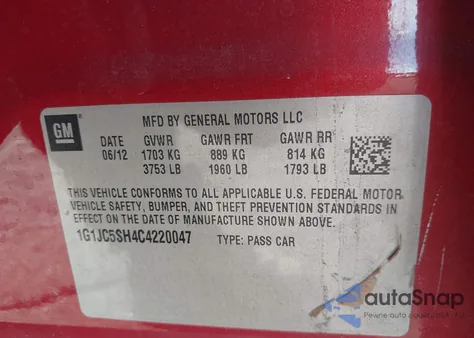 GM
MFD BY GENERAL MOTORS LLC
DATE GVWR GAWR FRT GAWR RR
06/12 1703 KG 889 KG 814 KG
3753 LB 1960 LB 1793 LB
THIS VEHICLE CONFORMS TO ALL APPLICABLE U.S. FEDERAL MOTOR
VEHICLE SAFETY, BUMPER, AND THEFT PREVENTION STANDARDS IN
EFFECT ON THE DATE OF MANUFACTURE SHOWN ABOVE.
1G1JC5SH4C4220047 TYPE: PASS CAR
autoSnap